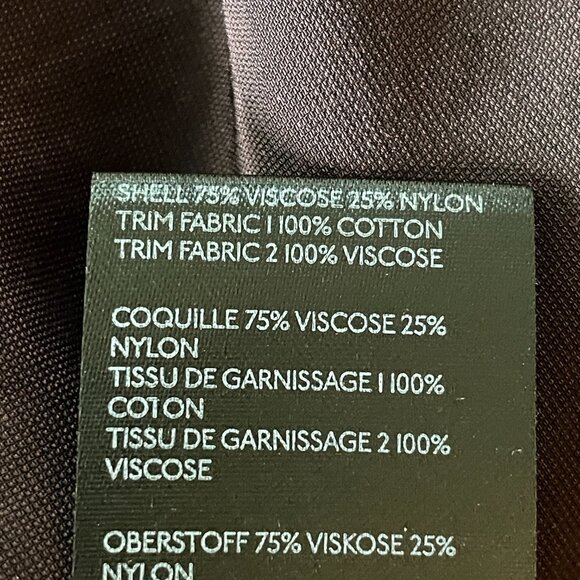 SHELL 75% VISCOSE 25% NYLON
TRIM FABRIC 1 100% COTTON
TRIM FABRIC 2 100% VISCOSE
COQUILLE 75% VISCOSE 25%
NYLON
TISSU DE GARNISSAGE 1 100%
COTON
TISSU DE GARNISSAGE 2 100%
VISCOSE
OBERSTOFF 75% VISKOSE 25%
NYLON